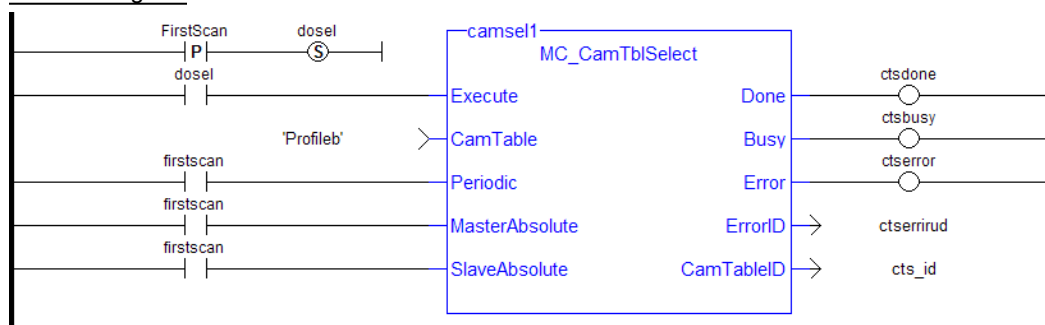 FirstScan dosel
P S
camsel1
MC_CamTblSelect
dosel
Execute Done ctsdone
'Profileb' CamTable Busy ctsbusy
firstscan
Periodic Error ctserror
firstscan
MasterAbsolute ErrorID ctserrirud
firstscan
SlaveAbsolute CamTableID cts_id